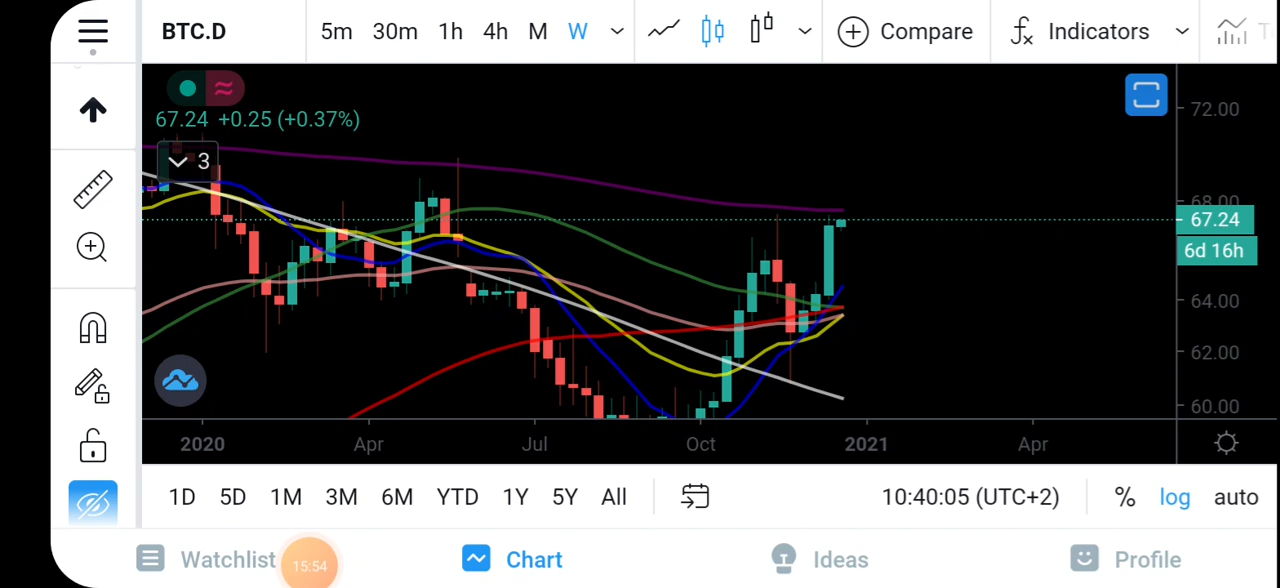 BTC.D 5m 30m 1h 4h M W Compare Indicators
67.24 +0.25 (+0.37%)
3
72.00
68.00
67.24
6d 16h
64.00
62.00
60.00
2020 Apr Jul Oct 2021 Apr
1D 5D 1M 3M 6M YTD 1Y 5Y All 10:40:05 (UTC+2) % log auto
Watchlist 15:54 Chart Ideas Profile